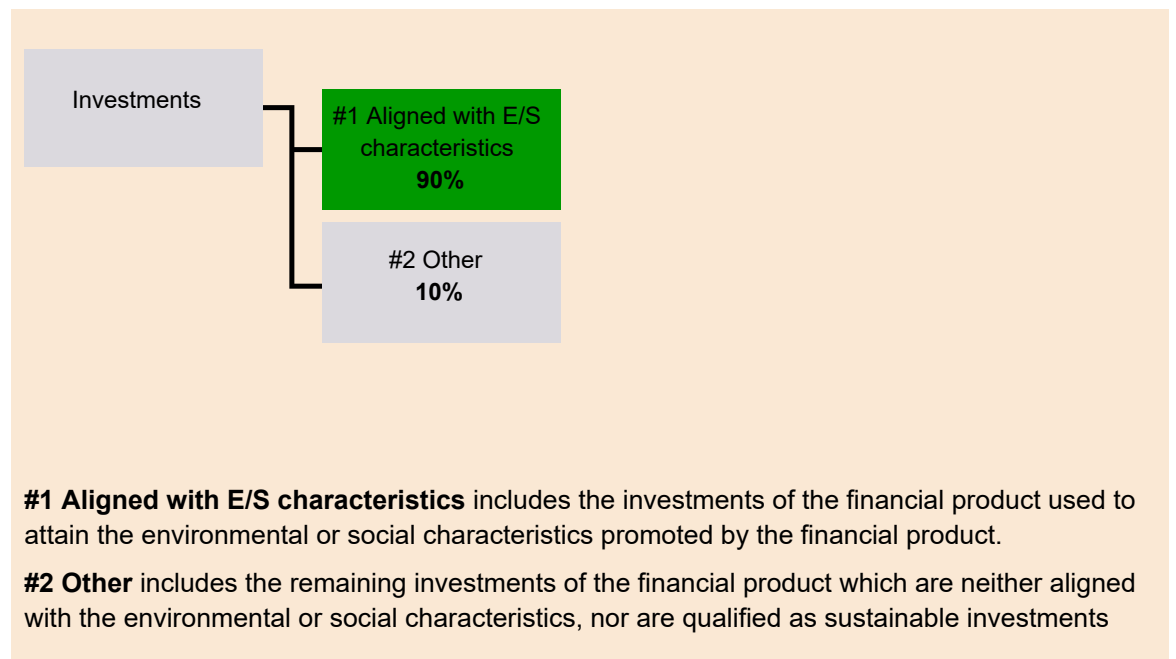 Investments
#1 Aligned with E/S
characteristics
90%
#2 Other
10%
#1 Aligned with E/S characteristics includes the investments of the financial product used to
attain the environmental or social characteristics promoted by the financial product.
#2 Other includes the remaining investments of the financial product which are neither aligned
with the environmental or social characteristics, nor are qualified as sustainable investments